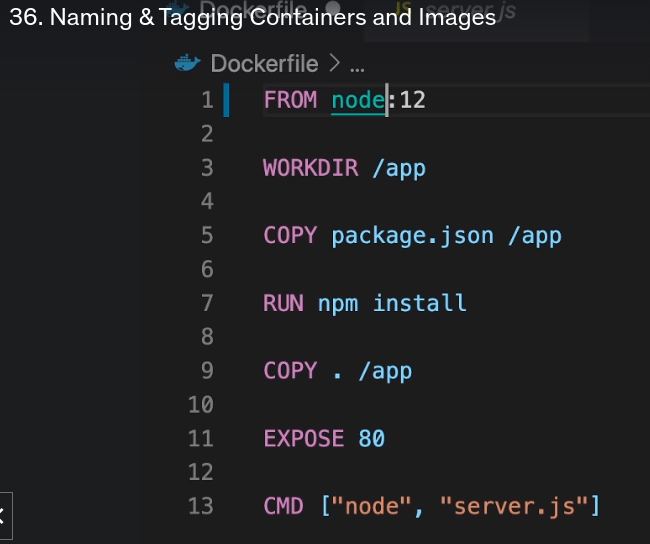 36. Naming & Tagging Containers and Images
Dockerfile
JS server.js
Dockerfile > ...
1 FROM node:12
2
3 WORKDIR /app
4
5 COPY package.json /app
6
7 RUN npm install
8
9 COPY . /app
10
11 EXPOSE 80
12
13 CMD ["node", "server.js"]